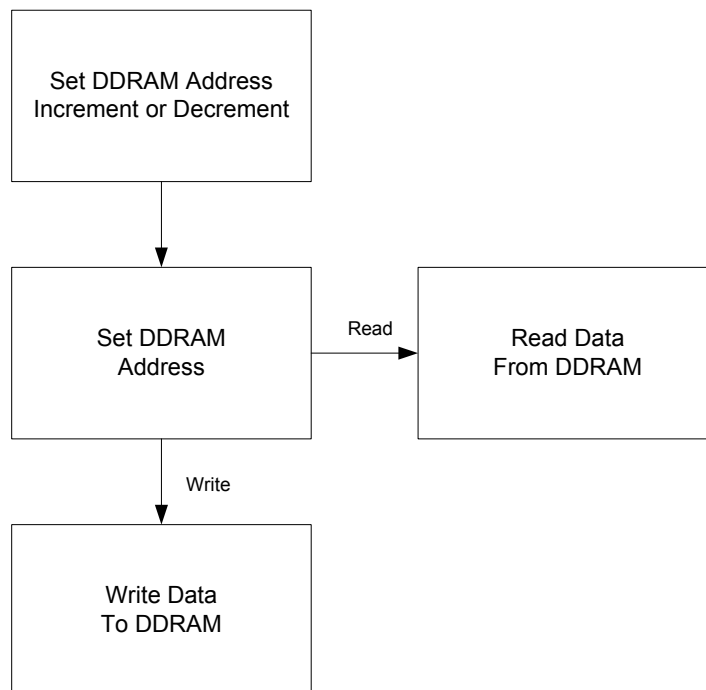 Set DDRAM Address
Increment or Decrement
Set DDRAM
Address
Read
Read Data
From DDRAM
Write
Write Data
To DDRAM